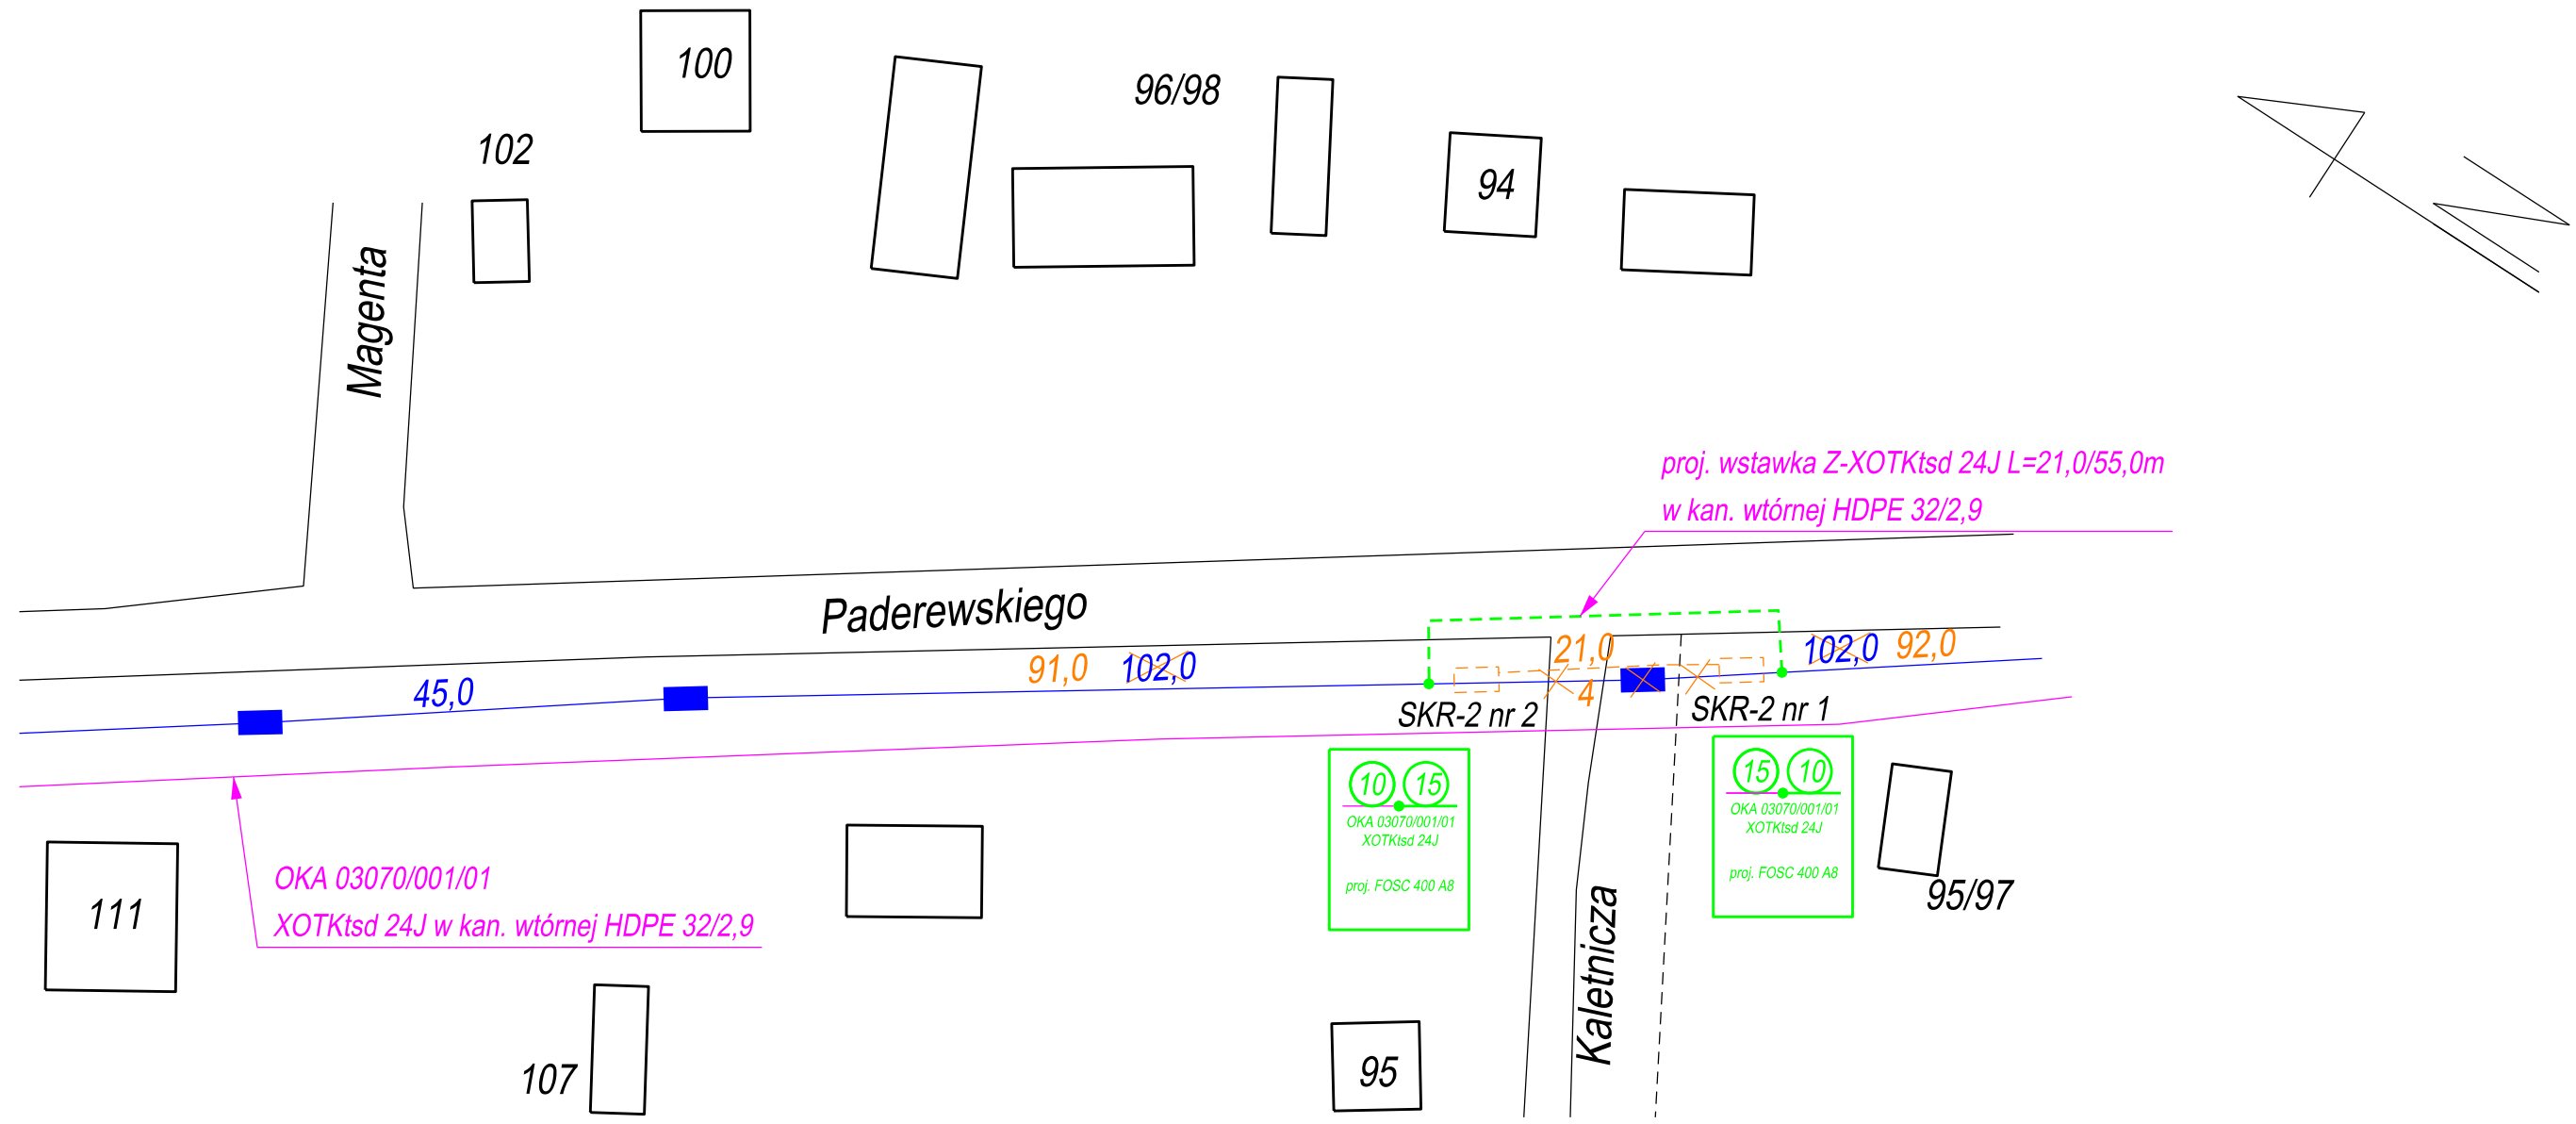 100
96/98
102
94
Magenta
proj. wstawka Z-XOTKtsd 24J L=21,0/55,0m
w kan. wtórnej HDPE 32/2,9
Paderewskiego
45,0
91,0 102,0
21,0
4
102,0 92,0
SKR-2 nr 2
SKR-2 nr 1
10 15
OKA 03070/001/01
XOTKtsd 24J
proj. FOSC 400 A8
15 10
OKA 03070/001/01
XOTKtsd 24J
proj. FOSC 400 A8
OKA 03070/001/01
XOTKtsd 24J w kan. wtórnej HDPE 32/2,9
111
95/97
Kaletnicza
107
95